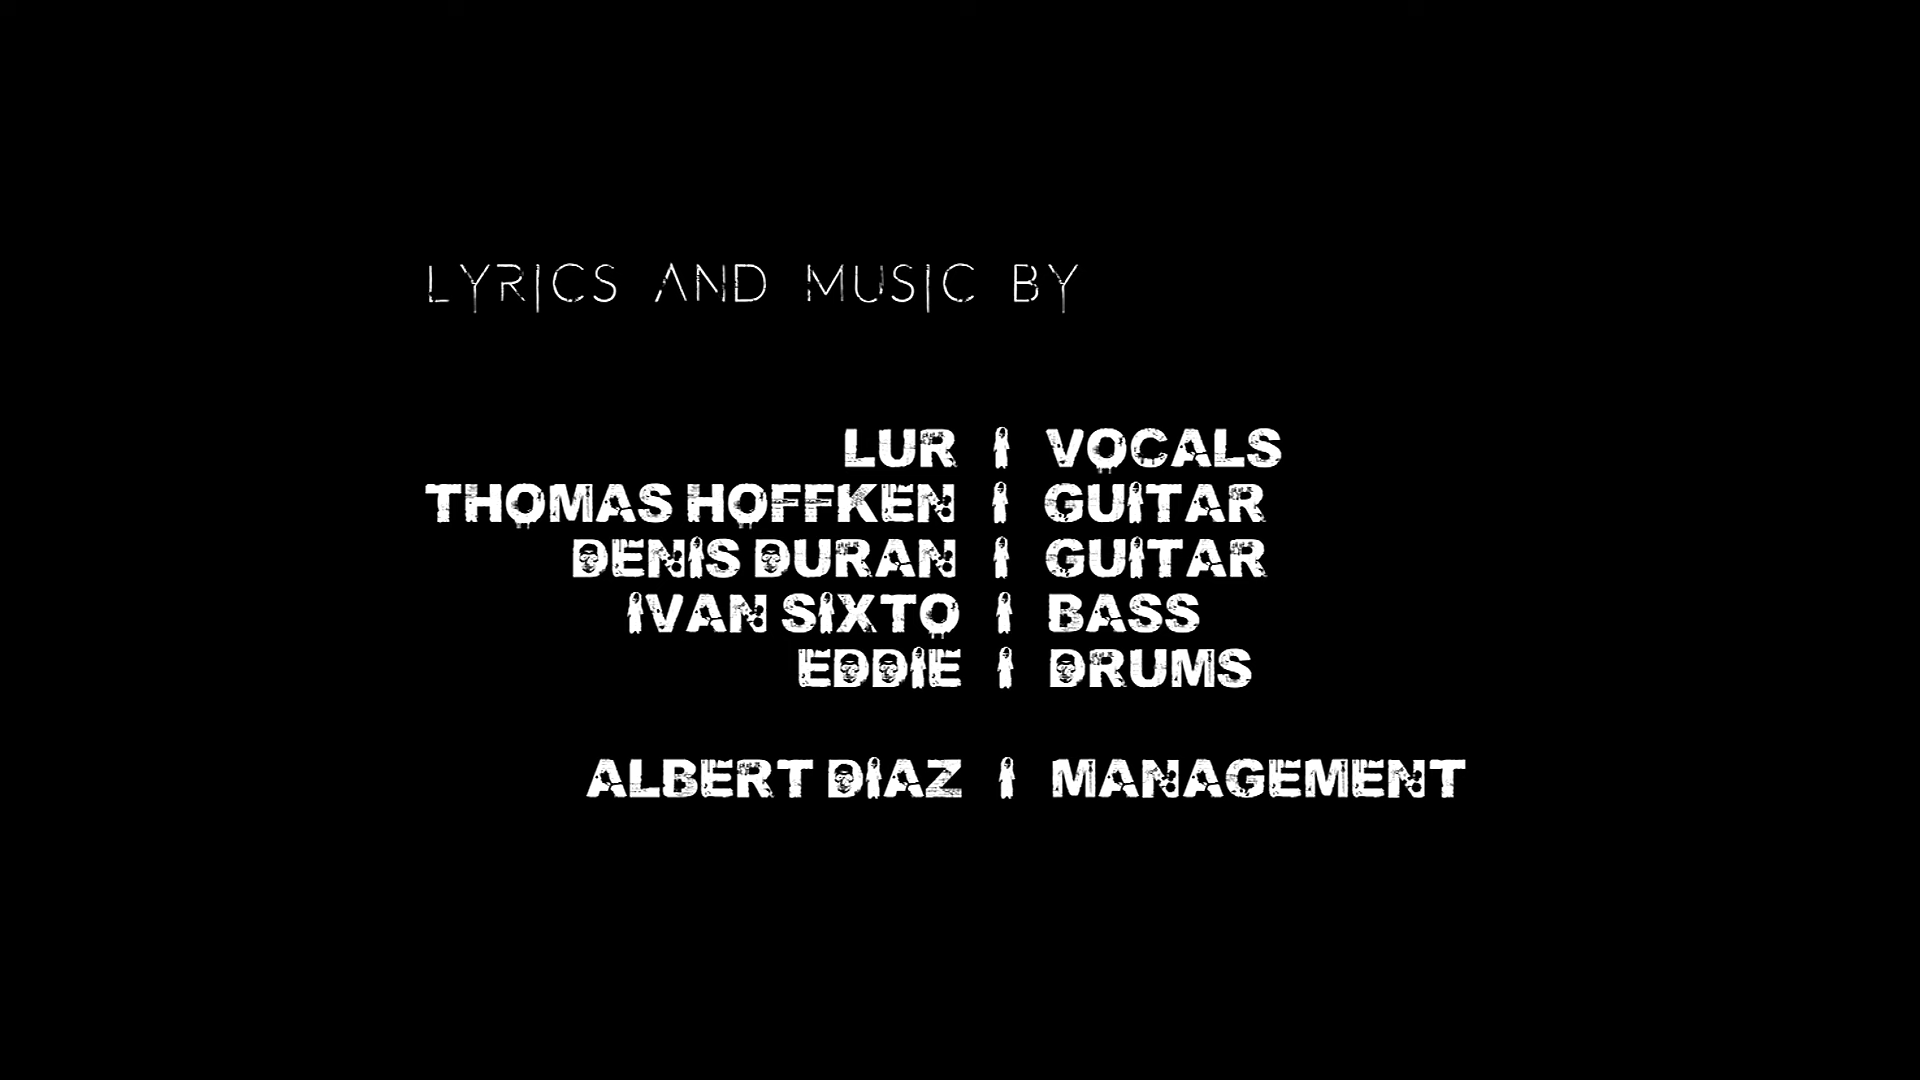 LYRICS AND MUSIC BY
LUR I VOCALS
THOMAS HOFFKEN I GUITAR
DENIS DURAN I GUITAR
IVAN SIXTO I BASS
EDDIE I DRUMS
ALBERT DIAZ I MANAGEMENT